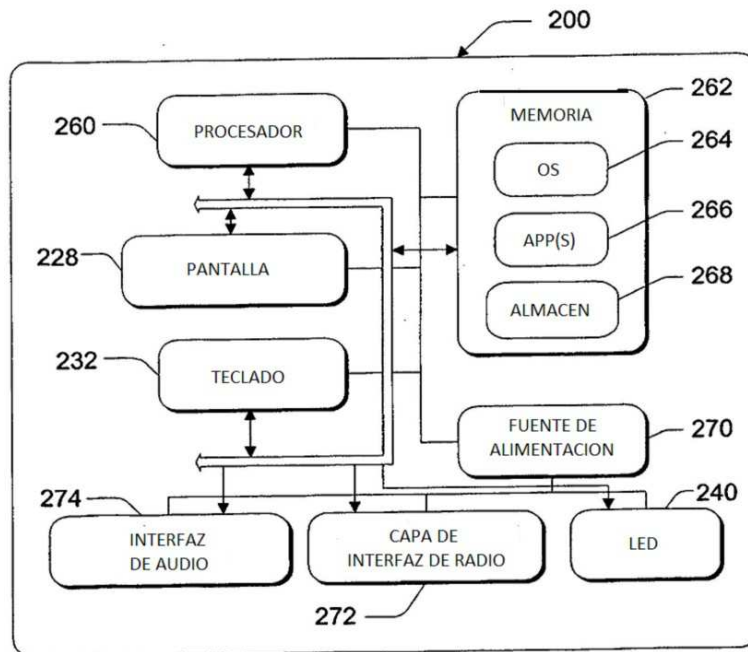 200
260
PROCESADOR
MEMORIA
262
OS
264
APP(S)
266
ALMACEN
268
228
PANTALLA
232
TECLADO
FUENTE DE
ALIMENTACION
270
274
INTERFAZ
DE AUDIO
CAPA DE
INTERFAZ DE RADIO
272
240
LED